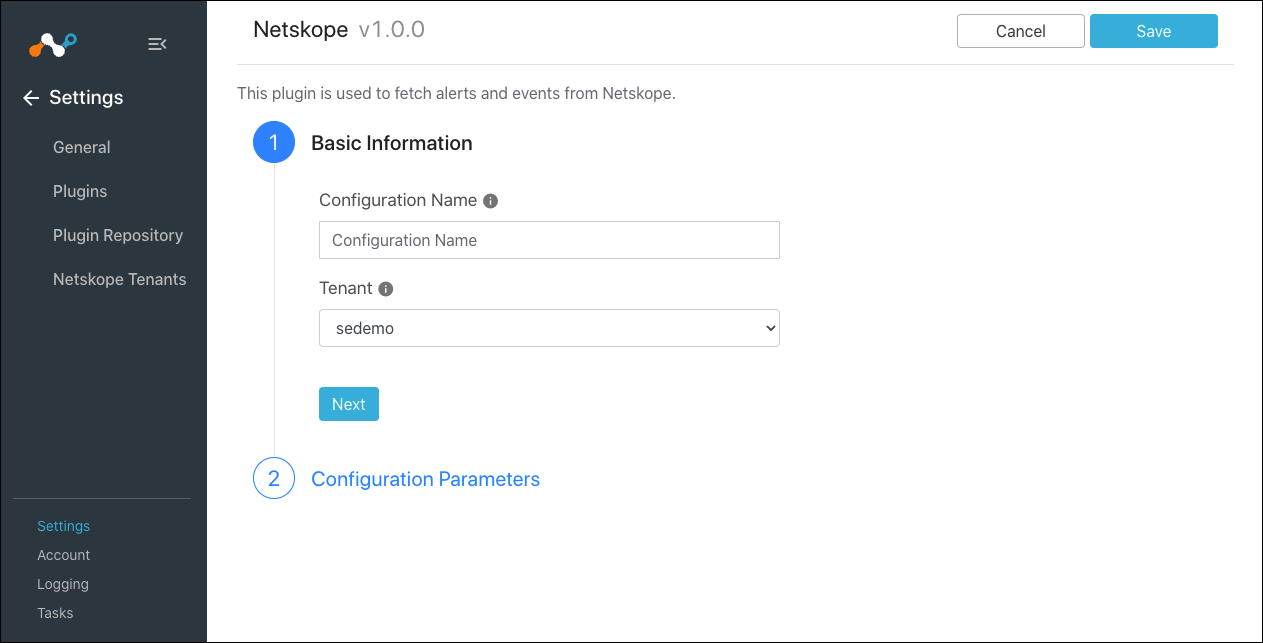 Settings
General
Plugins
Plugin Repository
Netskope Tenants
Settings
Account
Logging
Tasks
Netskope v1.0.0
Cancel
Save
This plugin is used to fetch alerts and events from Netskope.
1 Basic Information
Configuration Name
Configuration Name
Tenant
sedemo
Next
2 Configuration Parameters